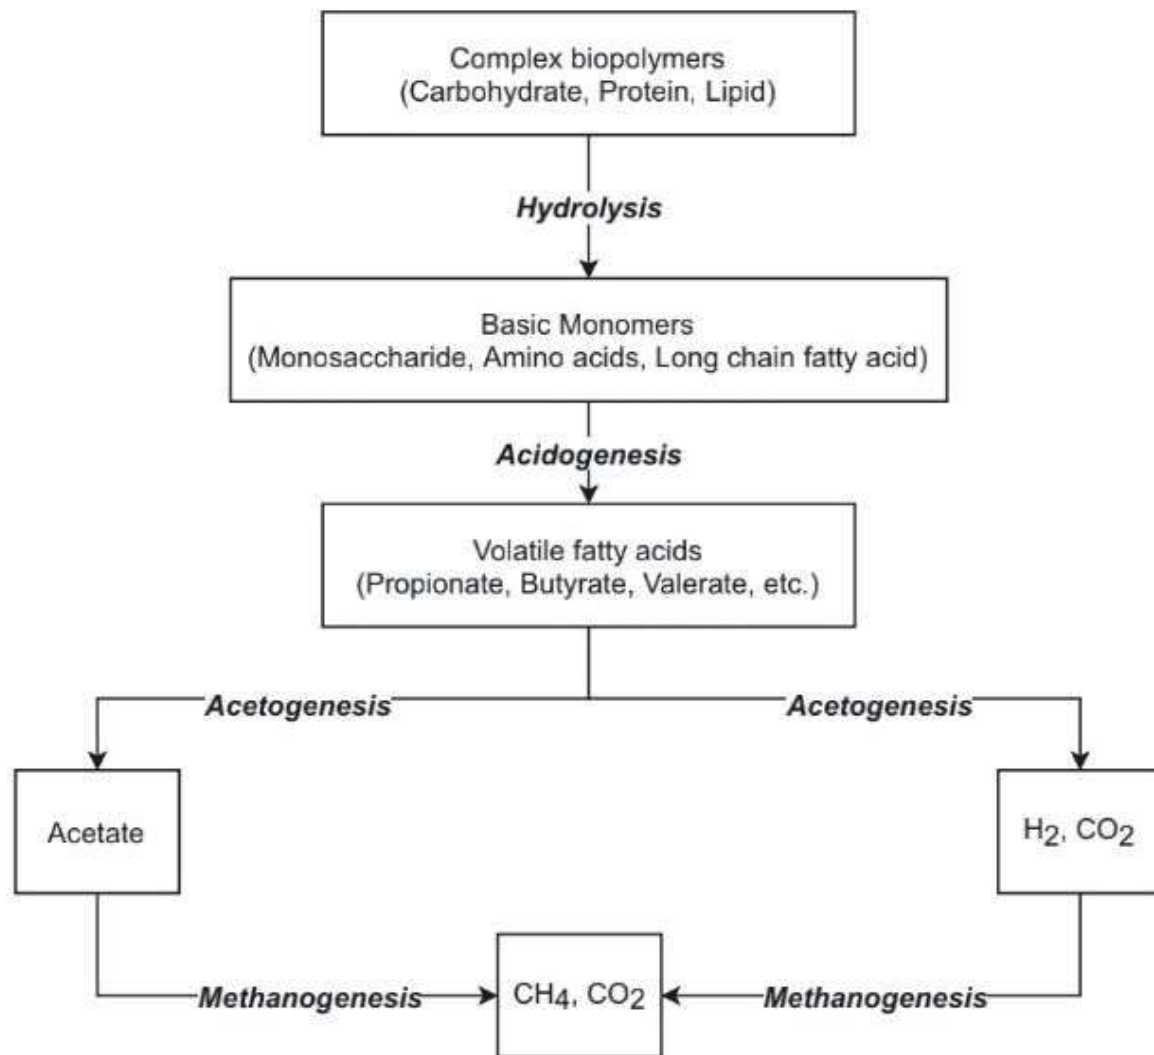 Complex biopolymers
(Carbohydrate, Protein, Lipid)
Hydrolysis
Basic Monomers
(Monosaccharide, Amino acids, Long chain fatty acid)
Acidogenesis
Volatile fatty acids
(Propionate, Butyrate, Valerate, etc.)
Acetogenesis
Acetogenesis
Acetate
H2, CO2
Methanogenesis
CH4, CO2
Methanogenesis